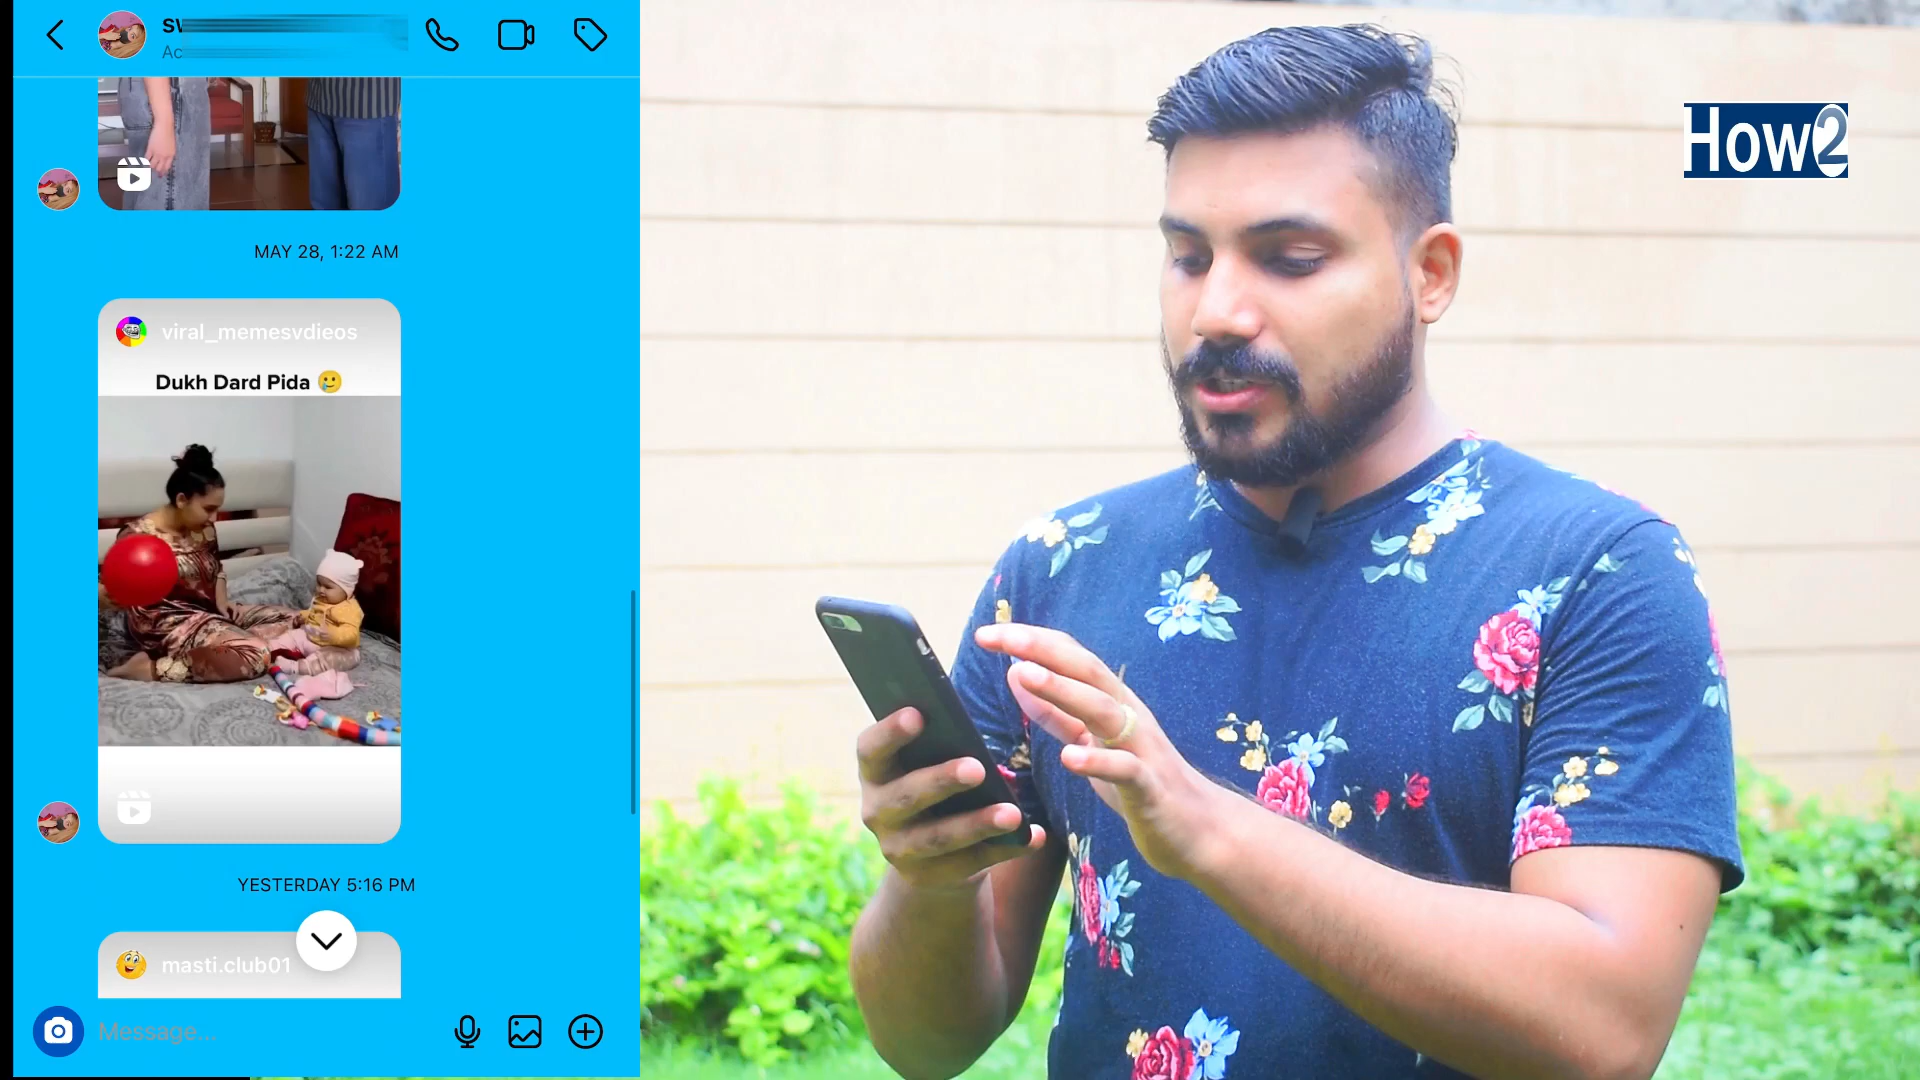 How2
MAY 28, 1:22 AM
viral_memesvdieos
Dukh Dard Pida 🥲
YESTERDAY 5:16 PM
masti.club01
Message...